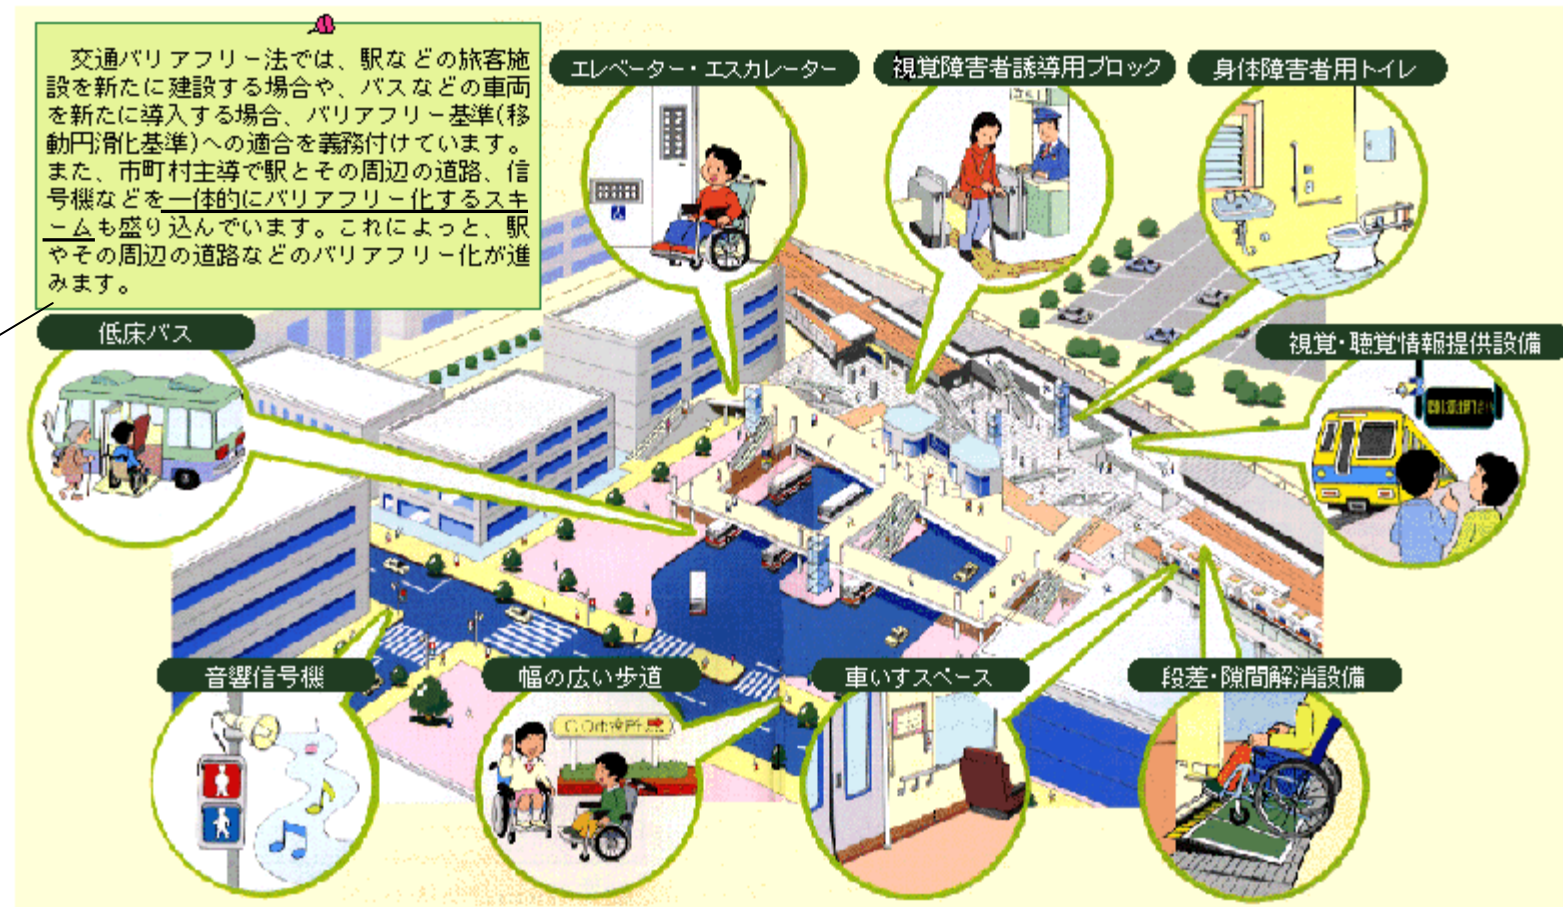 交通バリアフリー法では、駅などの旅客施
設を新たに建設する場合や、バスなどの車両
を新たに導入する場合、バリアフリー基準(移
動円滑化基準)への適合を義務付けています。
また、市町村主導で駅とその周辺の道路、信
号機などを一体的にバリアフリー化するスキ
ームも盛り込んでいます。これによっと、駅
やその周辺の道路などのバリアフリー化が進
みます。
エレベーター・エスカレーター
視覚障害者誘導用ブロック
身体障害者用トイレ
低床バス
視覚・聴覚情報提供設備
音響信号機
幅の広い歩道
車いすスペース
段差・隙間解消設備
〇〇市役所